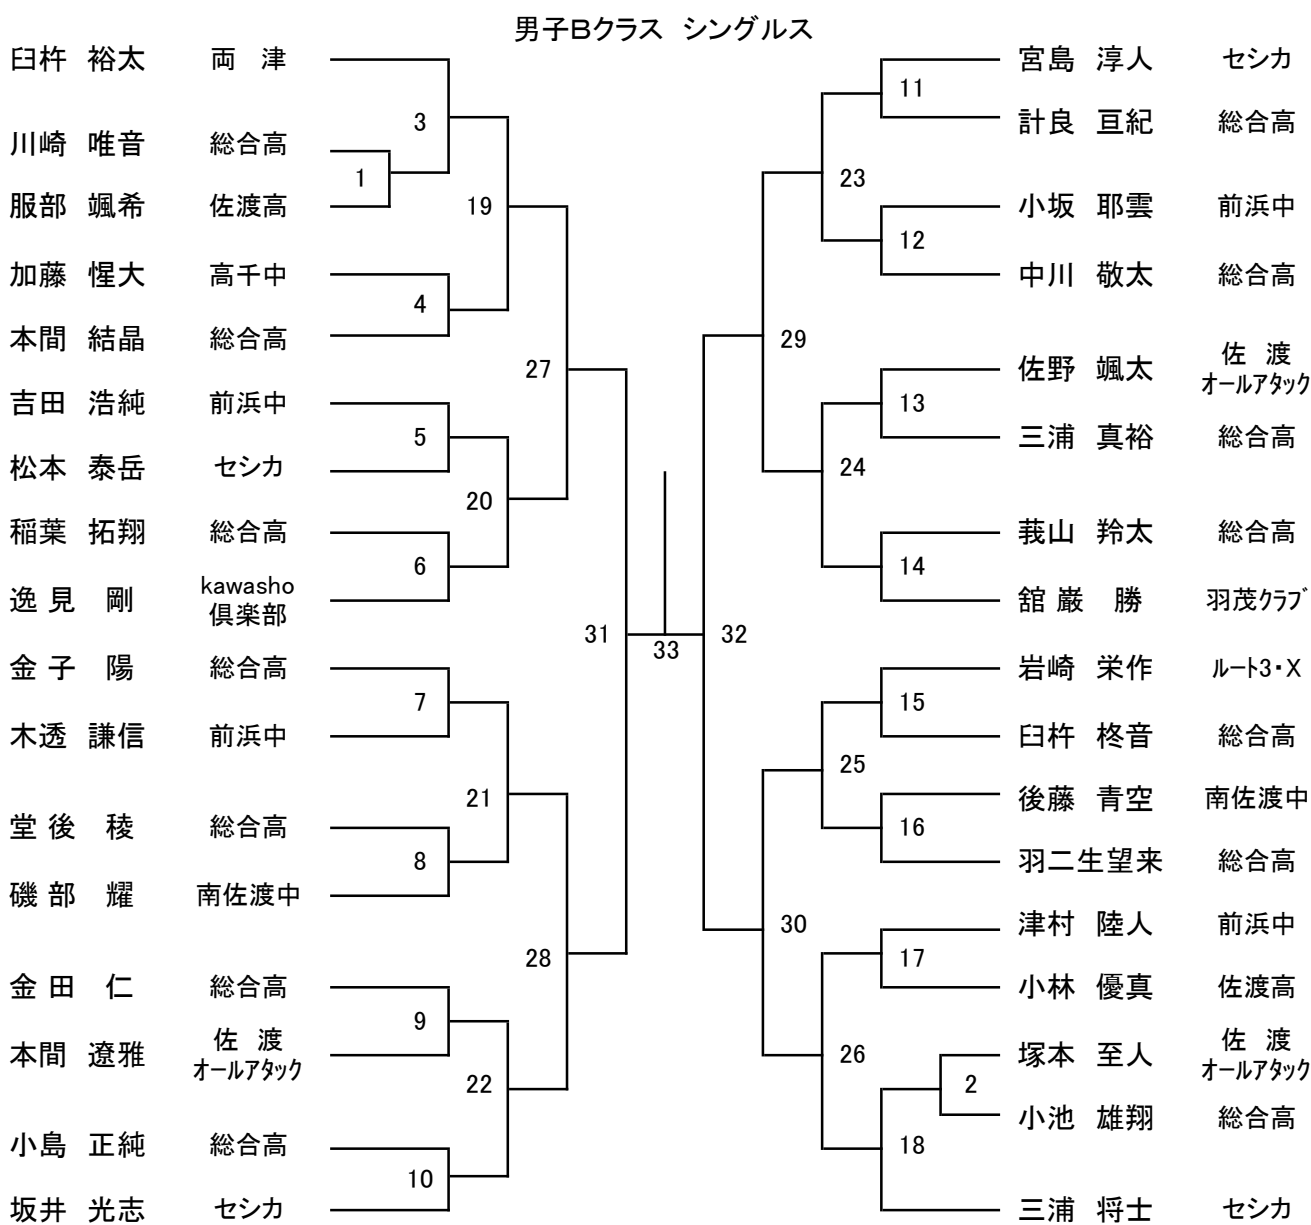 男子Bクラス シングルス
臼杵 裕太 両 津
3
川崎 唯音 総合高
1
服部 颯希 佐渡高
19
加藤 惺大 高千中
4
本間 結晶 総合高
27
吉田 浩純 前浜中
5
松本 泰岳 セシカ
20
稲葉 拓翔 総合高
6
逸見 剛 kawasho
倶楽部
31
33
金子 陽 総合高
7
木透 謙信 前浜中
21
堂後 稜 総合高
8
磯部 耀 南佐渡中
28
金田 仁 総合高
9
本間 遼雅 佐 渡
オールアタック
22
小島 正純 総合高
10
坂井 光志 セシカ
宮島 淳人 セシカ
11
計良 亘紀 総合高
23
小坂 耶雲 前浜中
12
中川 敬太 総合高
29
佐野 颯太 佐 渡
オールアタック
13
三浦 真裕 総合高
24
莪山 羚太 総合高
14
舘巌 勝 羽茂クラブ
32
岩崎 栄作 ルート3・X
15
臼杵 柊音 総合高
25
後藤 青空 南佐渡中
16
羽二生望来 総合高
30
津村 陸人 前浜中
17
小林 優真 佐渡高
26
塚本 至人 佐 渡
オールアタック
2
小池 雄翔 総合高
18
三浦 将士 セシカ